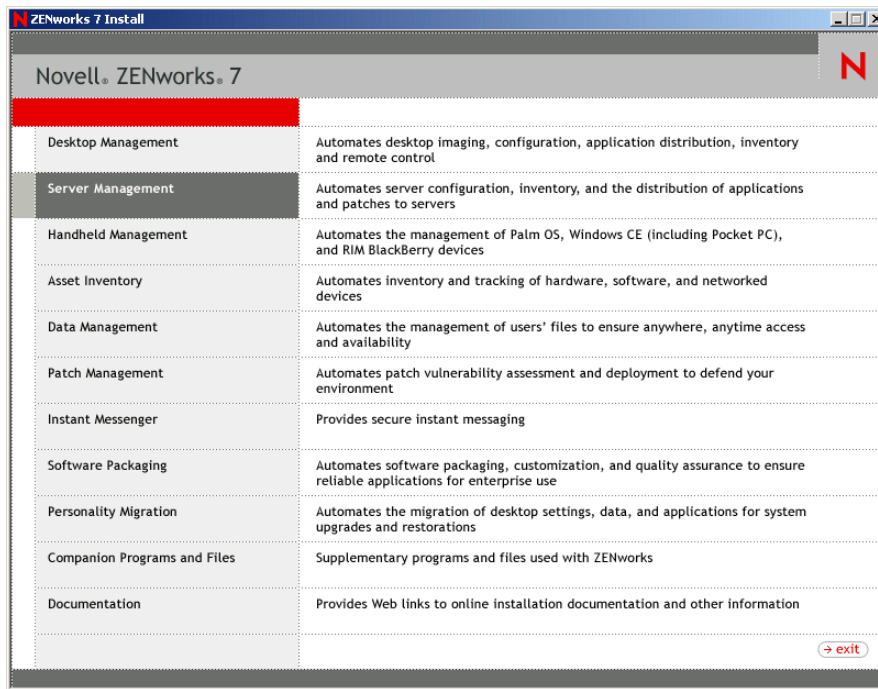 ZENworks 7 Install
Novell® ZENworks® 7
N
Desktop Management
Automates desktop imaging, configuration, application distribution, inventory
and remote control
Server Management
Automates server configuration, inventory, and the distribution of applications
and patches to servers
Handheld Management
Automates the management of Palm OS, Windows CE (including Pocket PC),
and RIM BlackBerry devices
Asset Inventory
Automates inventory and tracking of hardware, software, and networked
devices
Data Management
Automates the management of users’ files to ensure anywhere, anytime access
and availability
Patch Management
Automates patch vulnerability assessment and deployment to defend your
environment
Instant Messenger
Provides secure instant messaging
Software Packaging
Automates software packaging, customization, and quality assurance to ensure
reliable applications for enterprise use
Personality Migration
Automates the migration of desktop settings, data, and applications for system
upgrades and restorations
Companion Programs and Files
Supplementary programs and files used with ZENworks
Documentation
Provides Web links to online installation documentation and other information
exit